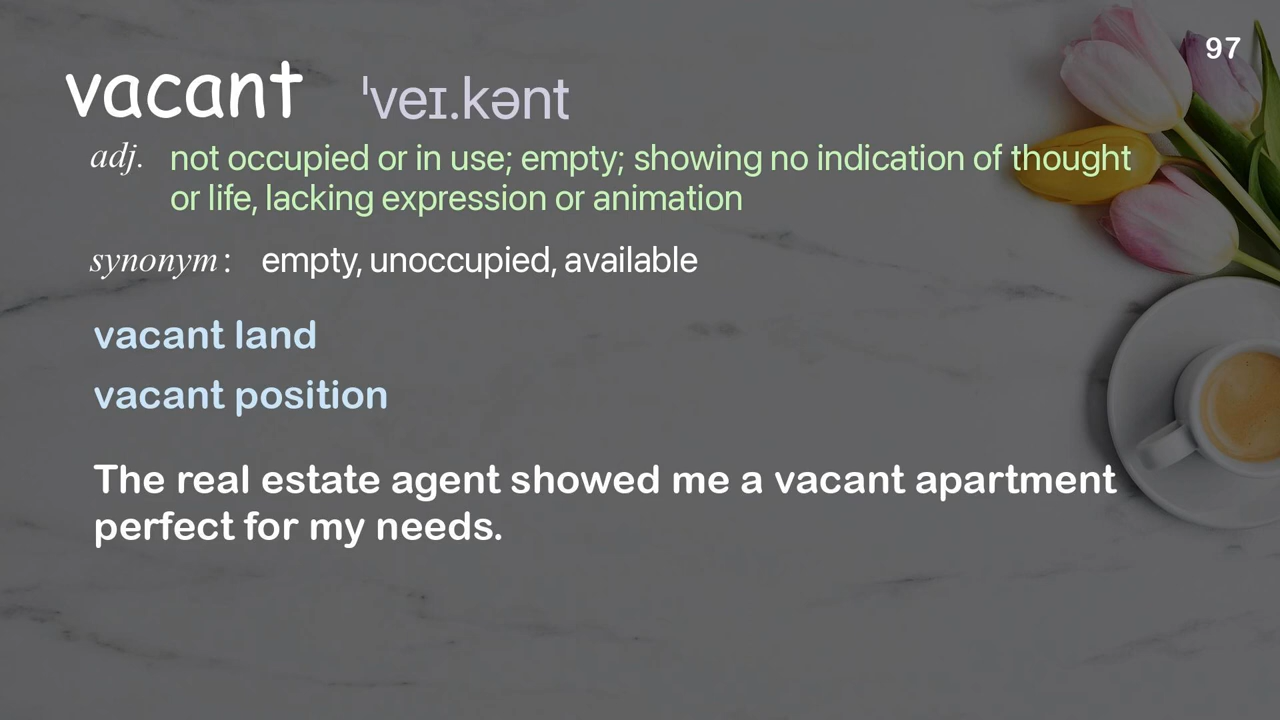 97
vacant ˈveɪ.kənt
adj. not occupied or in use; empty; showing no indication of thought
or life, lacking expression or animation
synonym : empty, unoccupied, available
vacant land
vacant position
The real estate agent showed me a vacant apartment
perfect for my needs.